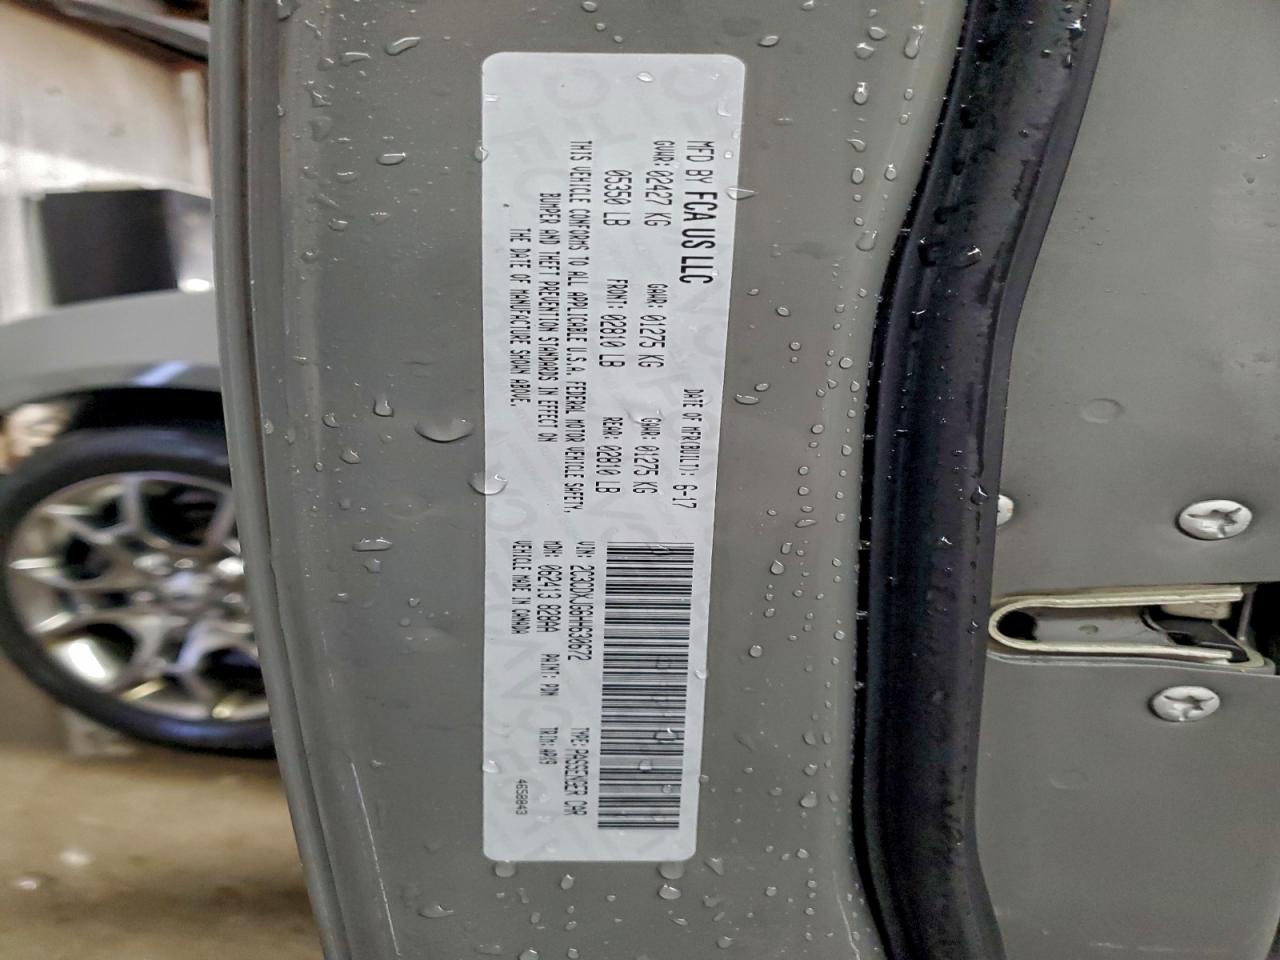 MFD BY FCA US LLC
DATE OF MFR(BUILT): 6-17
GVWR: 02427 KG
GAWR: 01275 KG
GAWR: 01275 KG
05350 LB
FRONT: 02810 LB
REAR: 02810 LB
THIS VEHICLE CONFORMS TO ALL APPLICABLE U.S.A. FEDERAL MOTOR VEHICLE SAFETY,
BUMPER AND THEFT PREVENTION STANDARDS IN EFFECT ON
THE DATE OF MANUFACTURE SHOWN ABOVE.
VIN: 2C3CDXJG6HH630672
TYPE: PASSENGER CAR
MDH: 062413 828AA
PAINT: PDN
TRIM: A0I9
VEHICLE MADE IN CANADA
4658843